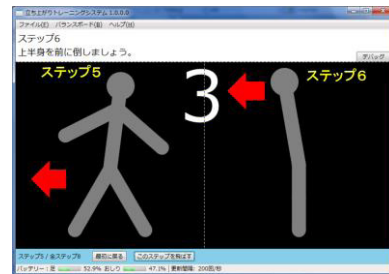 立ち上がりトレーニングシステム 1.0.0.0
ファイル(F) バランスボード(B) ヘルプ(H)
ステップ6
上半身を前に倒しましょう。
デバッグ
ステップ5
3
ステップ6
ステップ5 / 全ステップ8 最初に戻る このステップを飛ばす
バッテリー：左 52.9% おしり 47.1% 更新間隔: 200回/秒